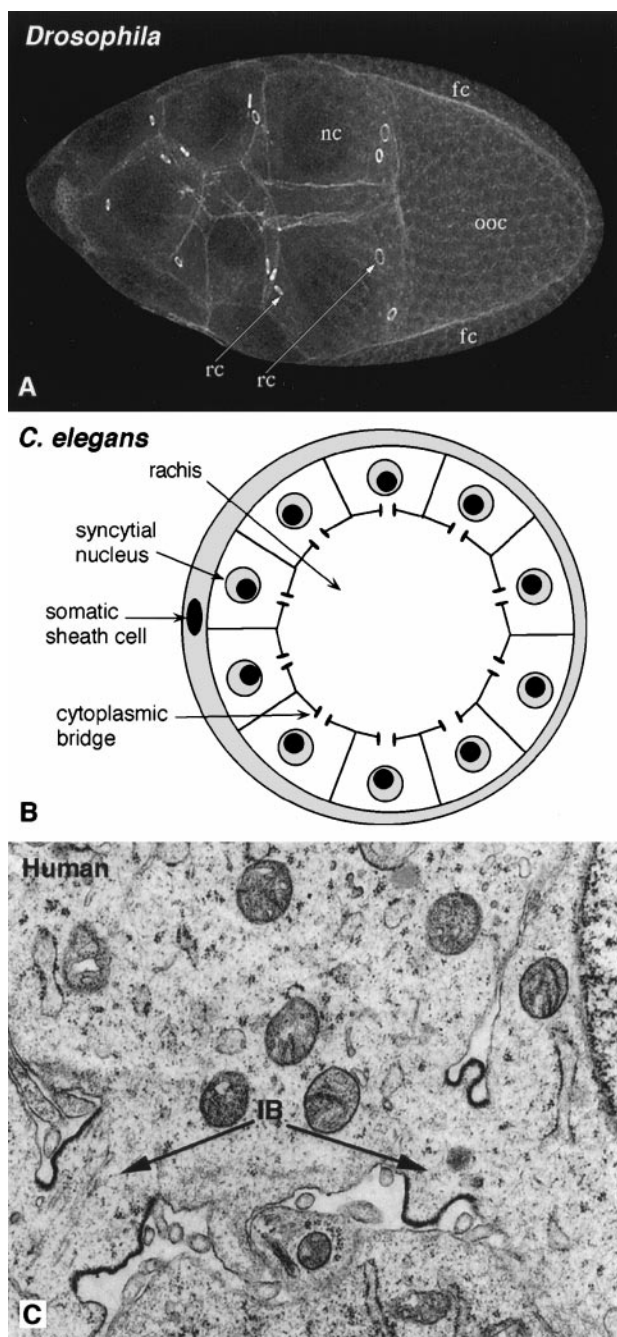 Drosophila
fc
nc
ooc
fc
rc
rc
A
C. elegans
rachis
syncytial
nucleus
somatic
sheath cell
cytoplasmic
bridge
B
Human
IB
C